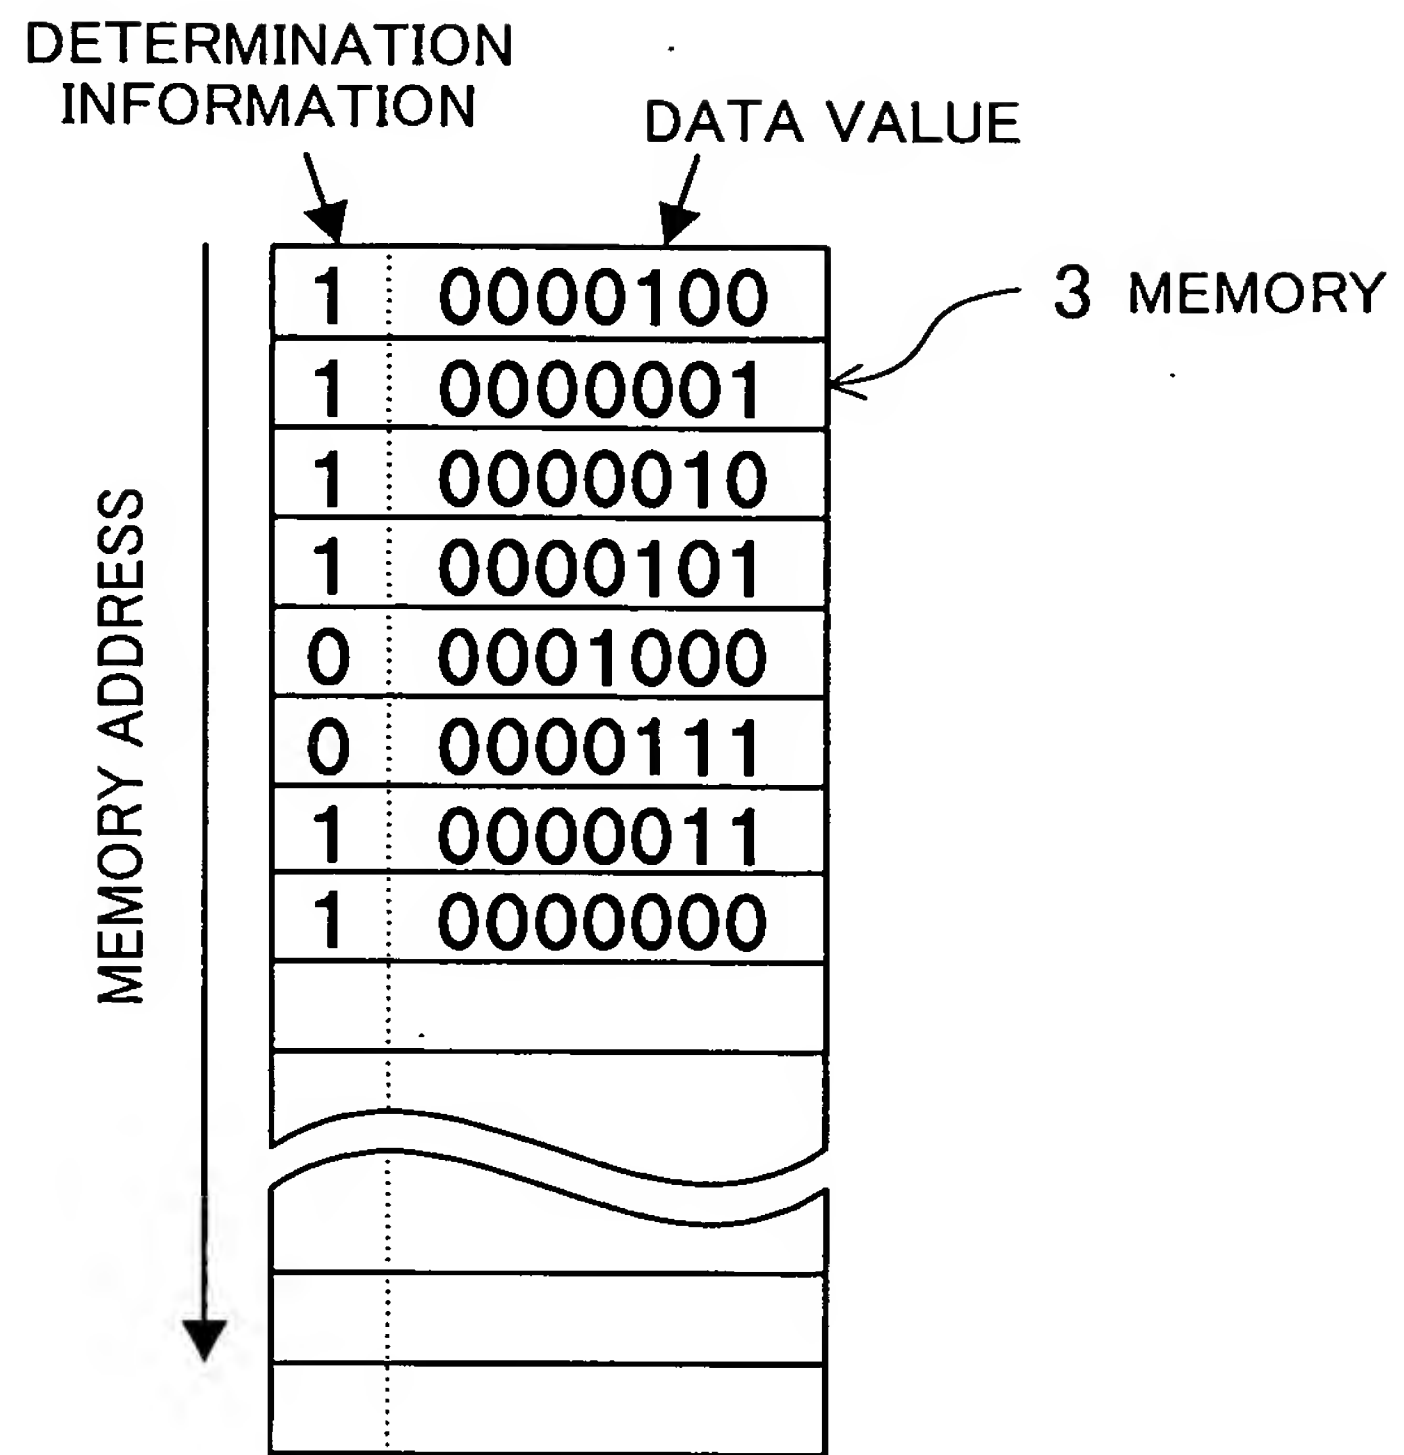 DETERMINATION
INFORMATION
DATA VALUE
1 0000100
3 MEMORY
1 0000001
1 0000010
1 0000101
0 0001000
0 0000111
1 0000011
1 0000000
MEMORY ADDRESS